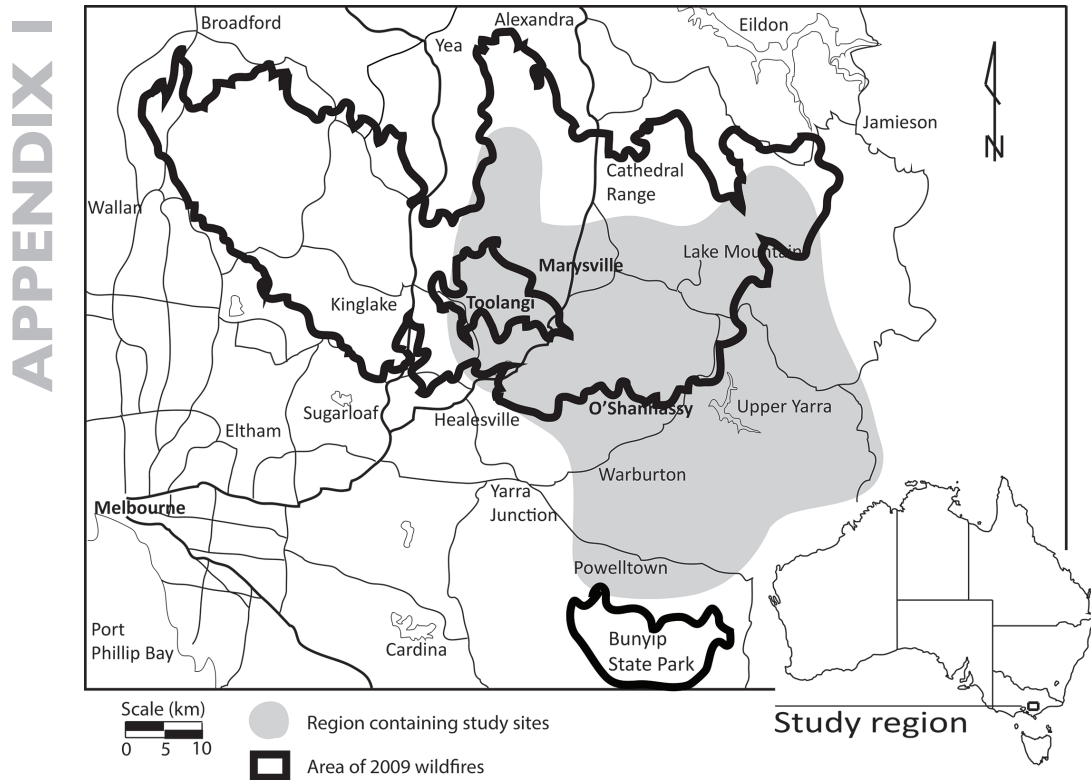 APPENDIX I
Broadford
Alexandra
Eildon
Yea
Jamieson
N
Cathedral
Range
Wallan
Lake Mountain
Marysville
Kinglake
Toolangi
Sugarloaf
O'Shannassy
Upper Yarra
Healesville
Eltham
Warburton
Yarra
Junction
Melbourne
Powelltown
Port
Phillip Bay
Cardina
Bunyip
State Park
Scale (km)
0 5 10
Region containing study sites
Area of 2009 wildfires
Study region